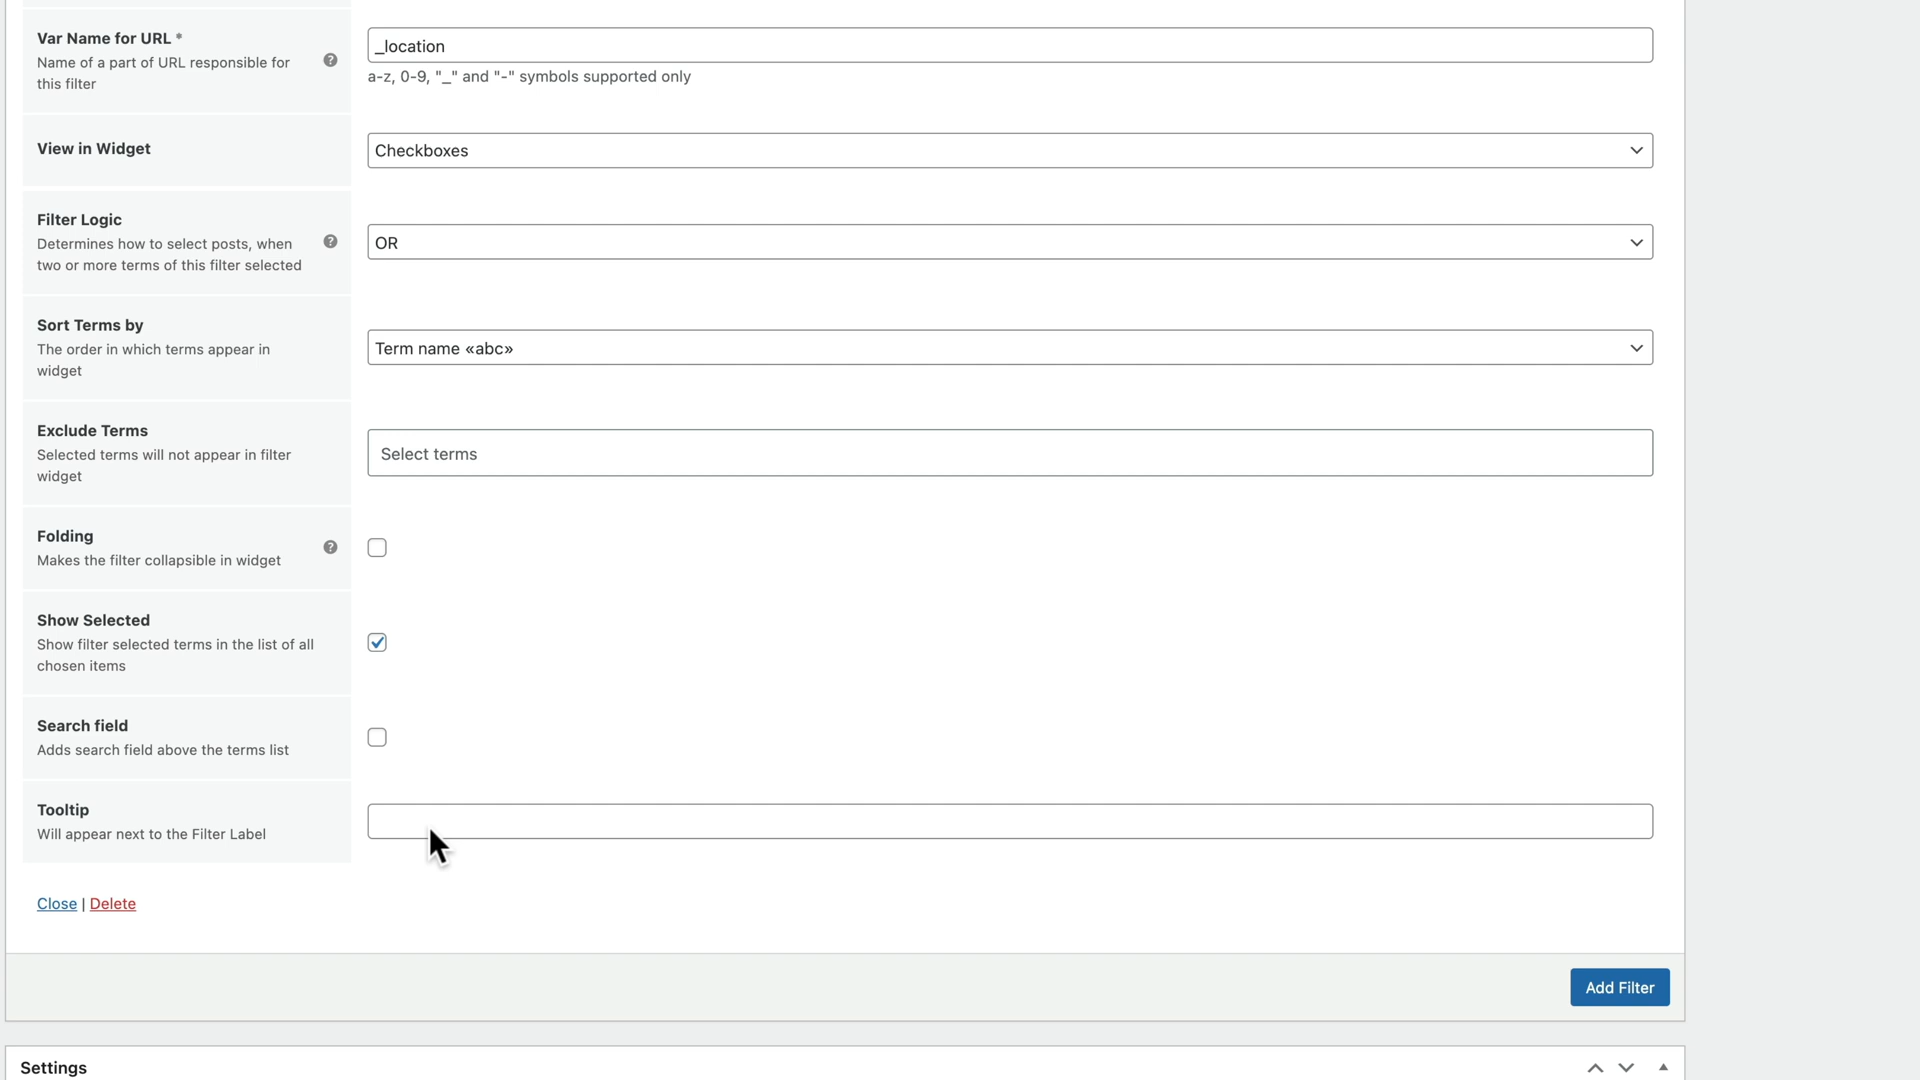 Var Name for URL *
Name of a part of URL responsible for
this filter
_location
a-z, 0-9, "_" and "-" symbols supported only
View in Widget
Checkboxes
Filter Logic
Determines how to select posts, when
two or more terms of this filter selected
OR
Sort Terms by
The order in which terms appear in
widget
Term name «abc»
Exclude Terms
Selected terms will not appear in filter
widget
Select terms
Folding
Makes the filter collapsible in widget
Show Selected
Show filter selected terms in the list of all
chosen items
Search field
Adds search field above the terms list
Tooltip
Will appear next to the Filter Label
Close | Delete
Add Filter
Settings